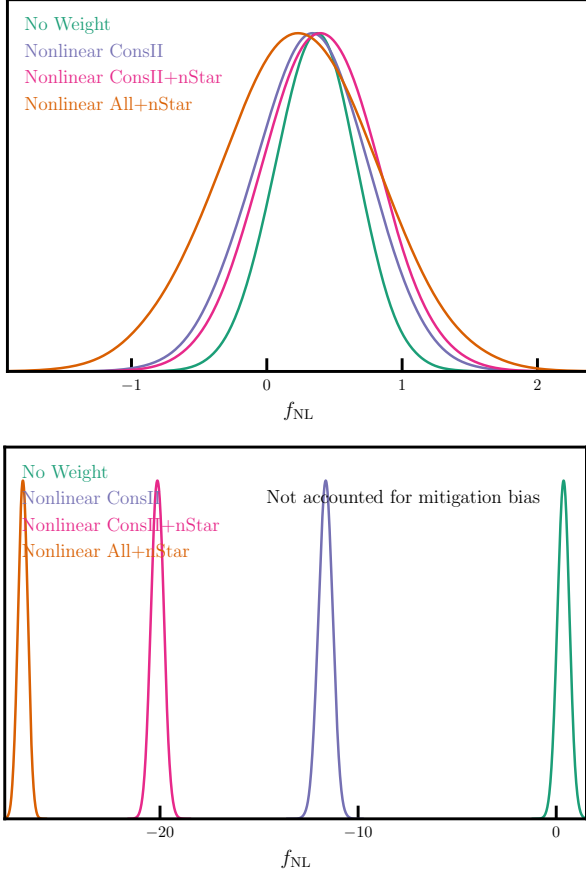 No Weight
Nonlinear ConsII
Nonlinear ConsII+nStar
Nonlinear All+nStar
−1 0 1 2
fNL
No Weight
Nonlinear ConsII
Not accounted for mitigation bias
Nonlinear ConsII+nStar
Nonlinear All+nStar
−20 −10 0
fNL